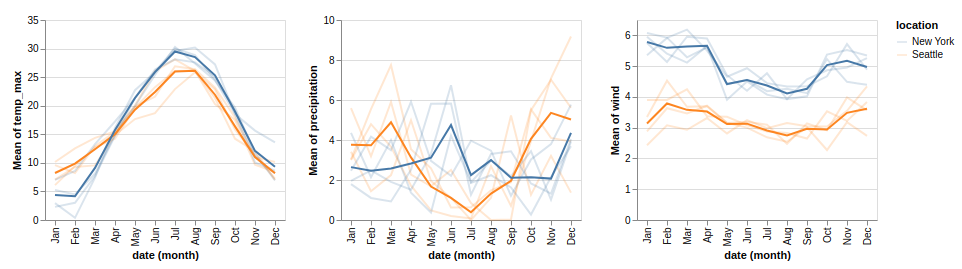 Mean of temp_max
35
30
25
20
15
10
5
0
Jan
Feb
Mar
Apr
May
Jun
Jul
Aug
Sep
Oct
Nov
Dec
date (month)
Mean of precipitation
10
8
6
4
2
0
Jan
Feb
Mar
Apr
May
Jun
Jul
Aug
Sep
Oct
Nov
Dec
date (month)
Mean of wind
6
5
4
3
2
1
0
Jan
Feb
Mar
Apr
May
Jun
Jul
Aug
Sep
Oct
Nov
Dec
date (month)
location
New York
Seattle